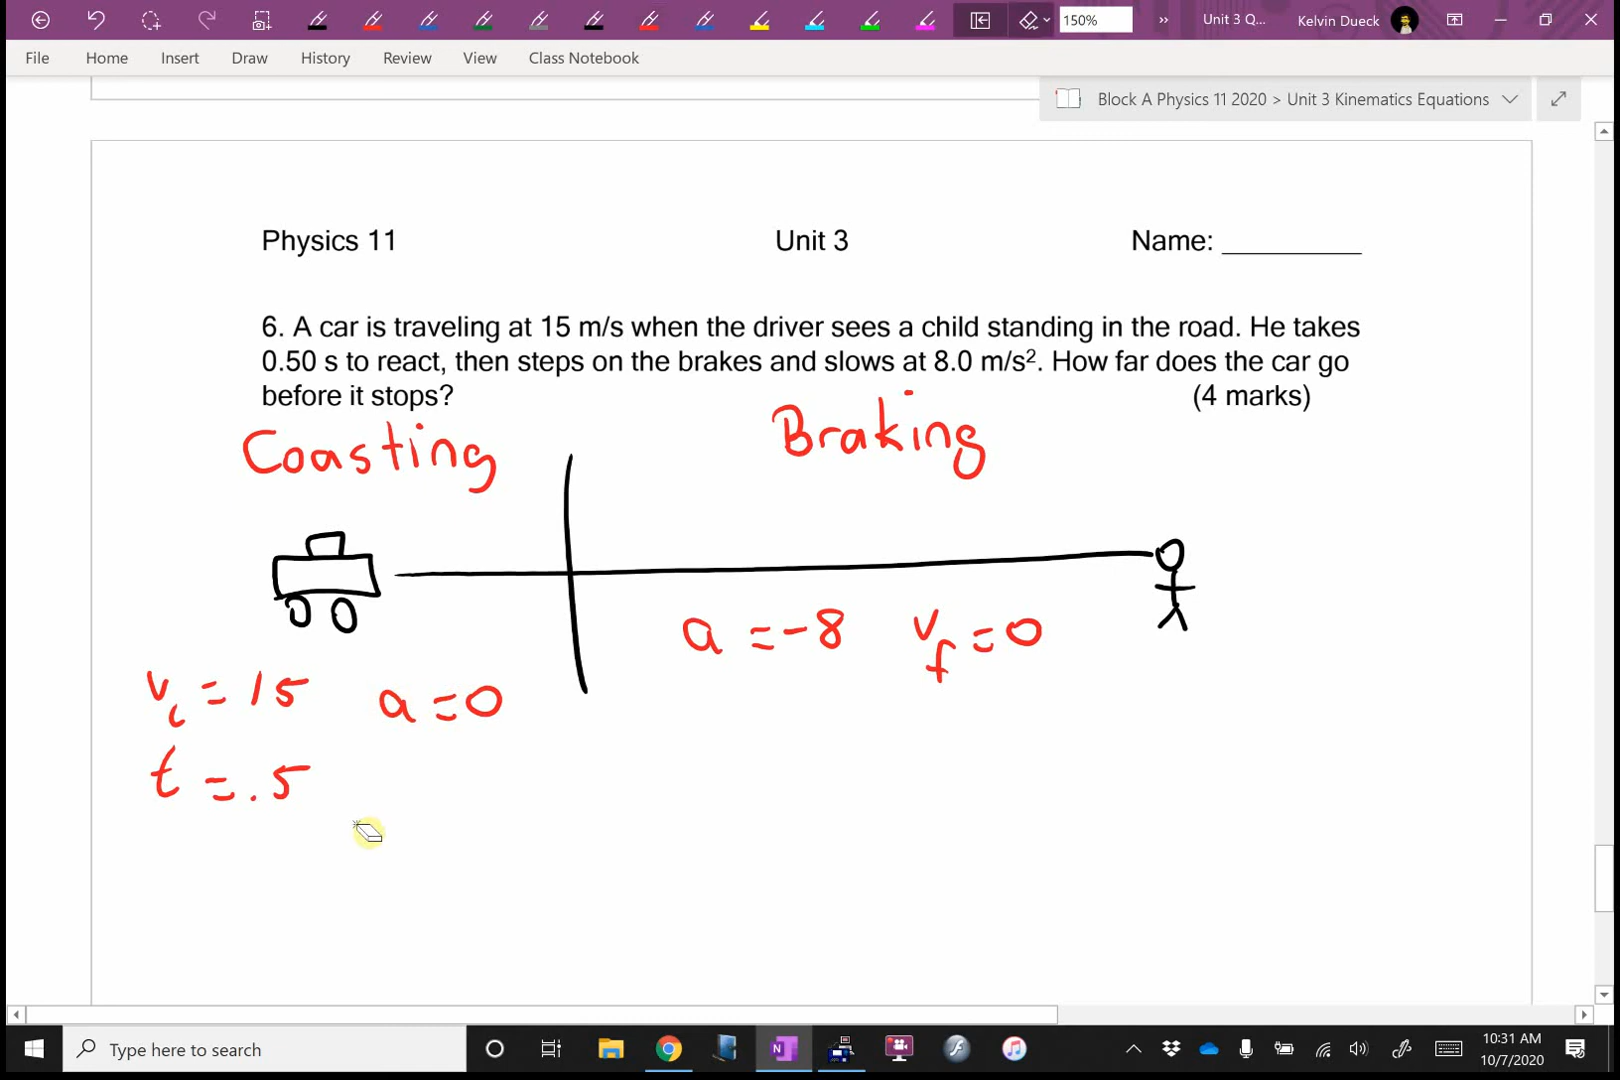 150%
Unit 3 Q...
Kelvin Dueck
File Home Insert Draw History Review View Class Notebook
Block A Physics 11 2020 > Unit 3 Kinematics Equations
Physics 11 Unit 3 Name: __________
6. A car is traveling at 15 m/s when the driver sees a child standing in the road. He takes
0.50 s to react, then steps on the brakes and slows at 8.0 m/s². How far does the car go
before it stops? (4 marks)
Coasting Braking
a = -8 vf = 0
vi = 15 a = 0
t = .5
Type here to search
N
10:31 AM
10/7/2020